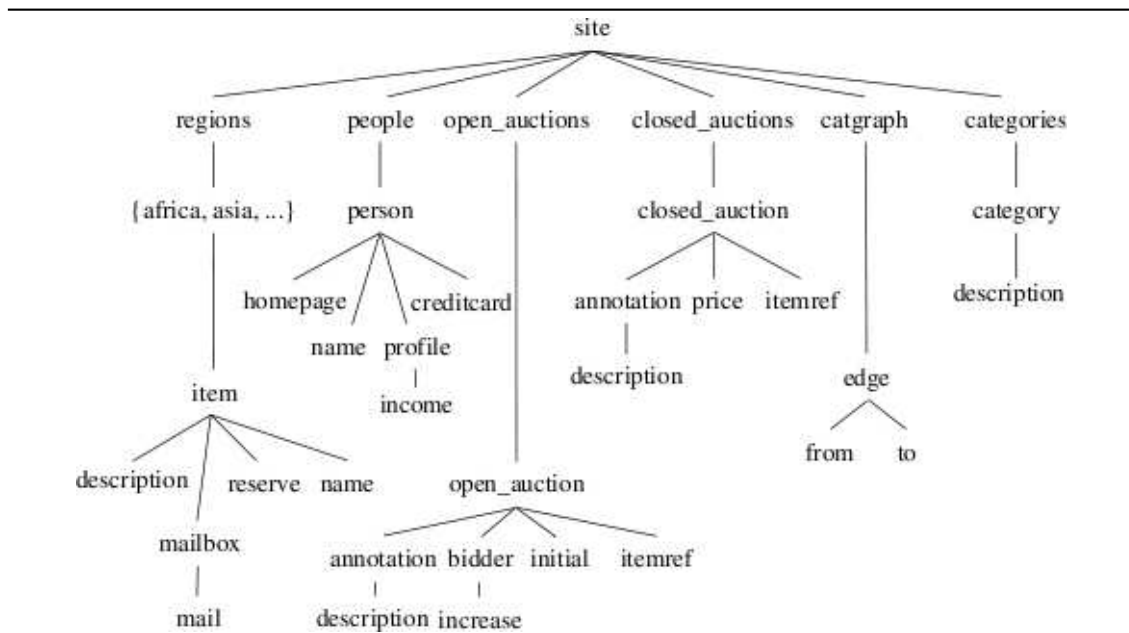 site
regions people open_auctions closed_auctions catgraph categories
{africa, asia, ...} person closed_auction category
homepage creditcard annotation price itemref description
name profile
description edge
item income
from to
description reserve name open_auction
mailbox annotation bidder initial itemref
mail description increase